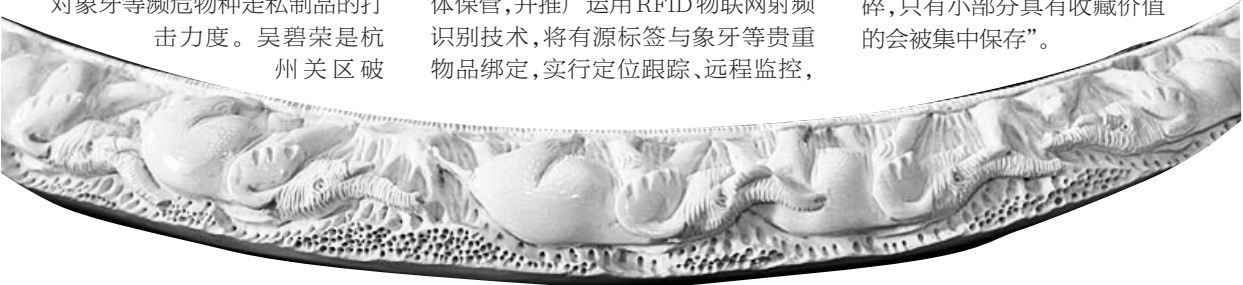 对象牙等濒危物种走私制品的打
击力度。吴碧荣是杭
州关区破
体保管,并推广运用RFID物联网射频
识别技术,将有源标签与象牙等贵重
物品绑定,实行定位跟踪、远程监控,
碎,只有小部分具有收藏价值
的会被集中保存”。